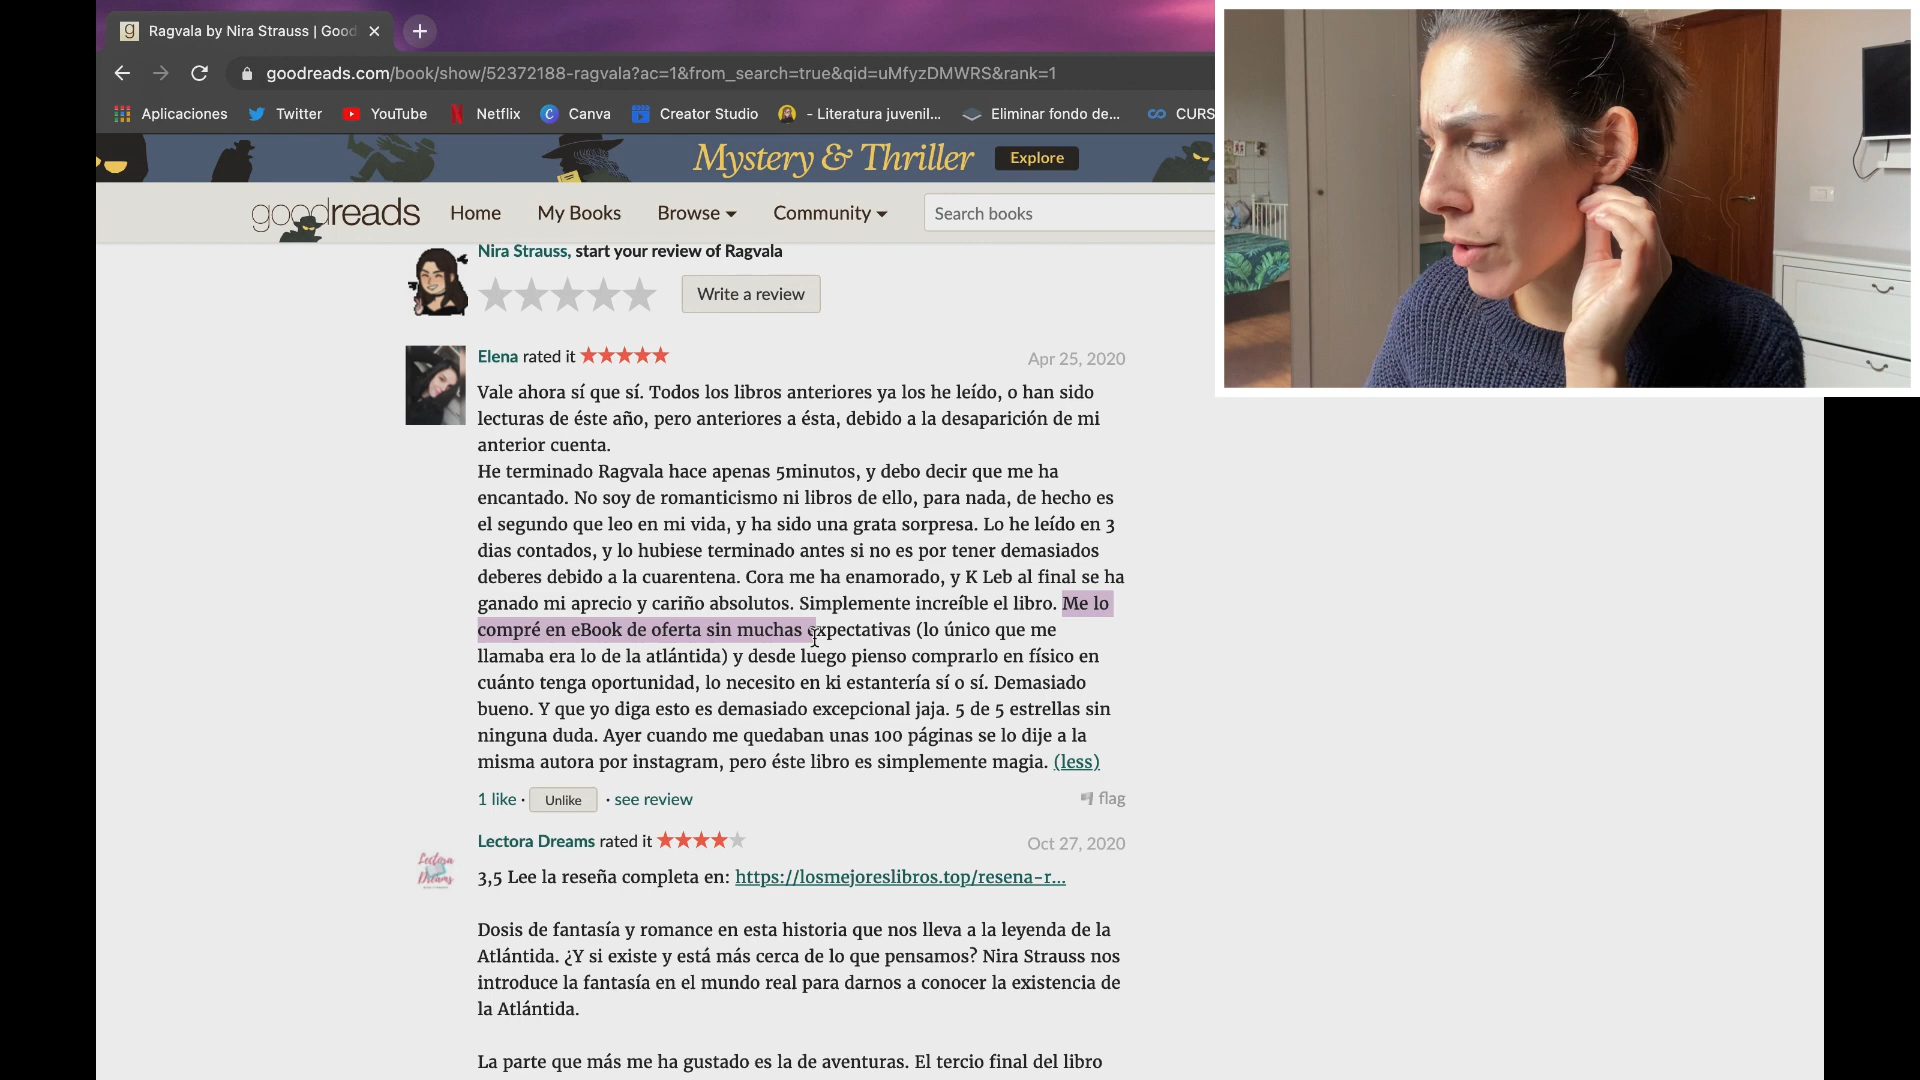 Ragvala by Nira Strauss | Good
goodreads.com/book/show/52372188-ragvala?ac=1&from_search=true&qid=uMfyzDMWRS&rank=1
Aplicaciones
Twitter
YouTube
Netflix
Canva
Creator Studio
- Literatura juvenil...
Eliminar fondo de...
CURS
Mystery & Thriller
Explore
goodreads
Home
My Books
Browse
Community
Search books
Nira Strauss, start your review of Ragvala
Write a review
Elena rated it
Apr 25, 2020
Vale ahora sí que sí. Todos los libros anteriores ya los he leído, o han sido
lecturas de éste año, pero anteriores a ésta, debido a la desaparición de mi
anterior cuenta.
He terminado Ragvala hace apenas 5minutos, y debo decir que me ha
encantado. No soy de romanticismo ni libros de ello, para nada, de hecho es
el segundo que leo en mi vida, y ha sido una grata sorpresa. Lo he leído en 3
dias contados, y lo hubiese terminado antes si no es por tener demasiados
deberes debido a la cuarentena. Cora me ha enamorado, y K Leb al final se ha
ganado mi aprecio y cariño absolutos. Simplemente increíble el libro. Me lo
compré en eBook de oferta sin muchas expectativas (lo único que me
llamaba era lo de la atlántida) y desde luego pienso comprarlo en físico en
cuánto tenga oportunidad, lo necesito en ki estantería sí o sí. Demasiado
bueno. Y que yo diga esto es demasiado excepcional jaja. 5 de 5 estrellas sin
ninguna duda. Ayer cuando me quedaban unas 100 páginas se lo dije a la
misma autora por instagram, pero éste libro es simplemente magia. (less)
1 like · Unlike · see review
flag
Lectora Dreams rated it
Oct 27, 2020
Lectora
Dreams
3,5 Lee la reseña completa en: https://losmejoreslibros.top/resena-r...
Dosis de fantasía y romance en esta historia que nos lleva a la leyenda de la
Atlántida. ¿Y si existe y está más cerca de lo que pensamos? Nira Strauss nos
introduce la fantasía en el mundo real para darnos a conocer la existencia de
la Atlántida.
La parte que más me ha gustado es la de aventuras. El tercio final del libro